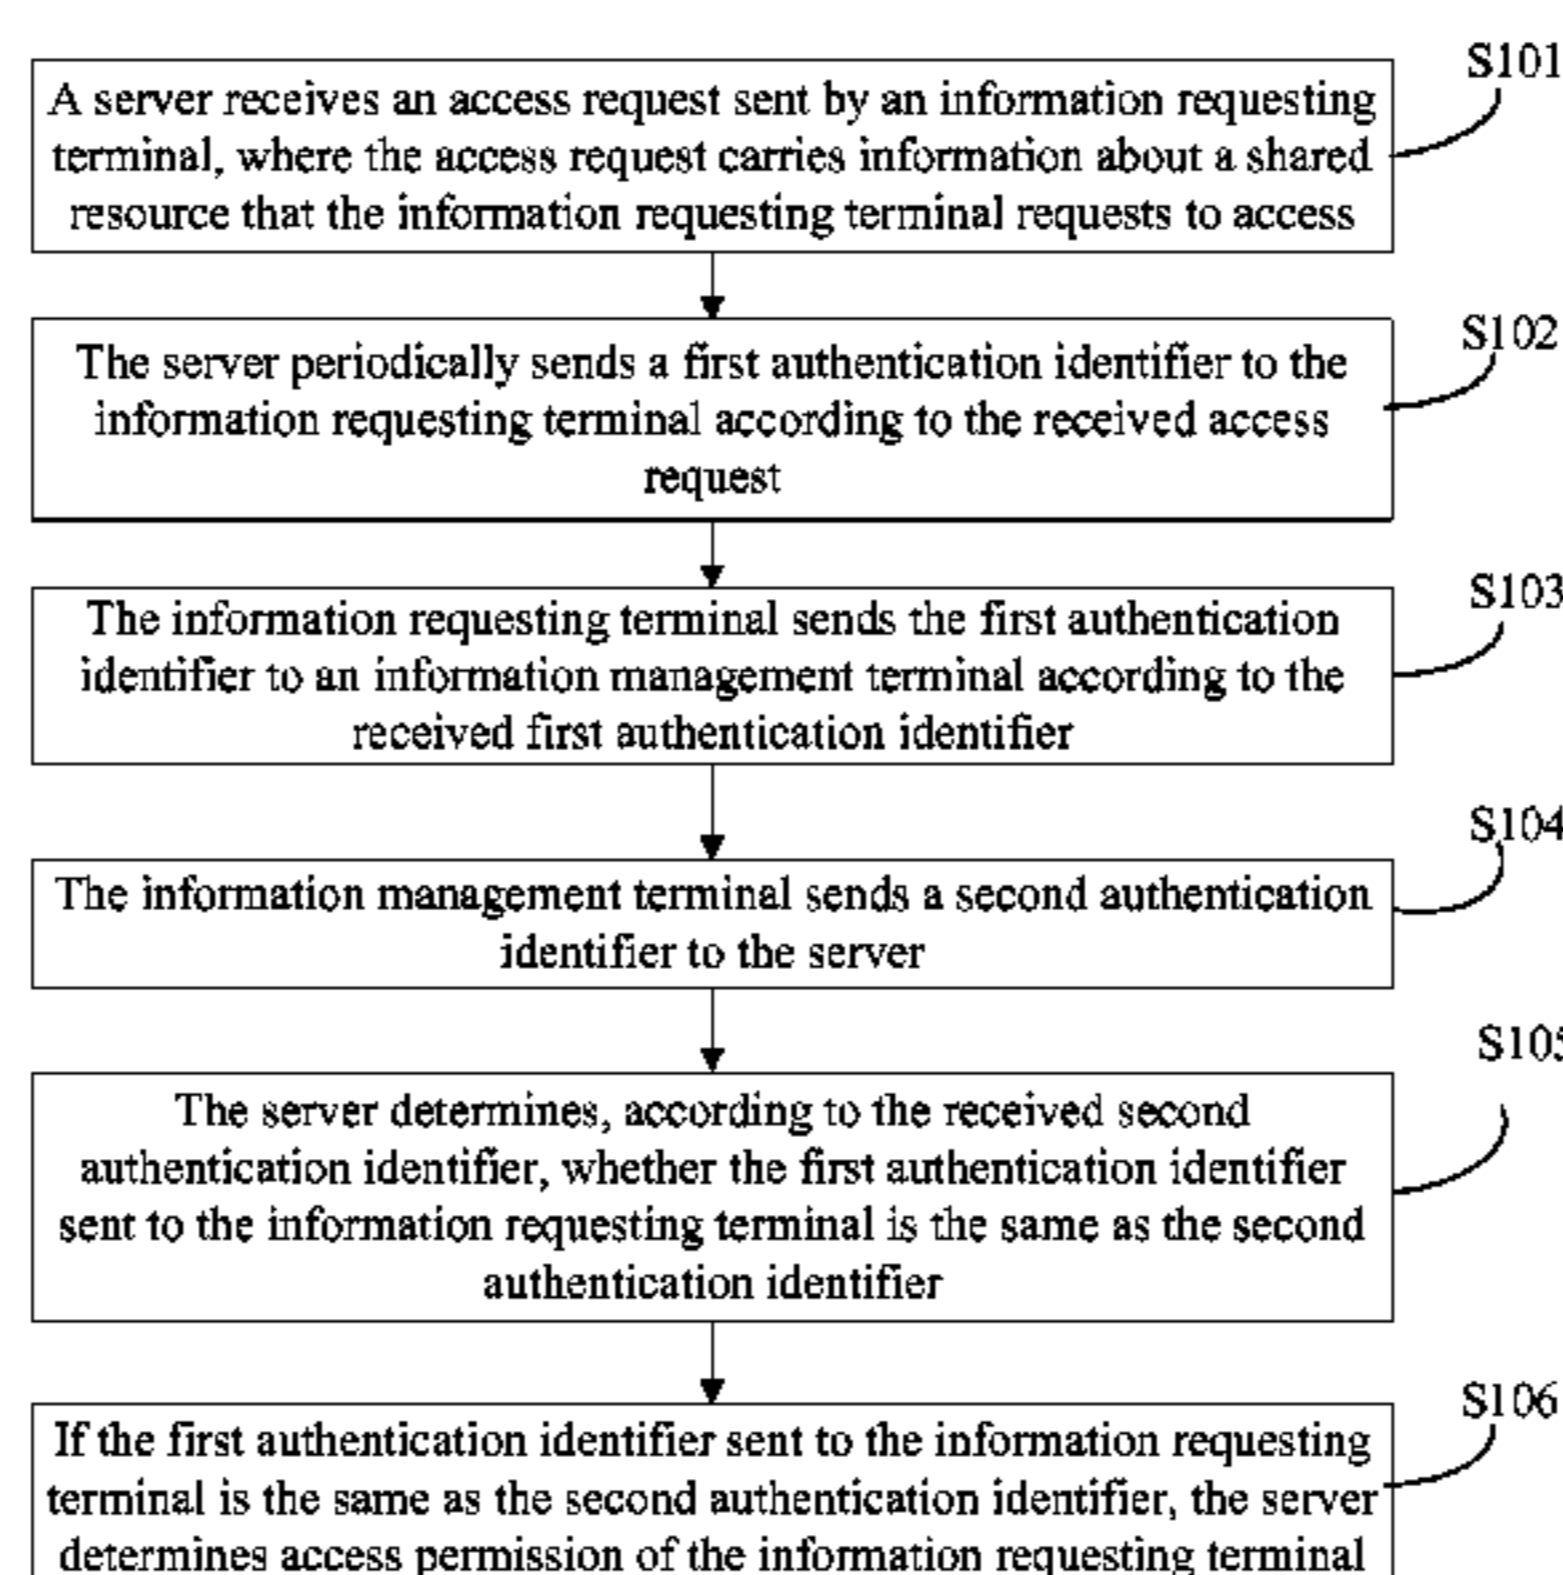 S101
A server receives an access request sent by an information requesting
terminal, where the access request carries information about a shared
resource that the information requesting terminal requests to access
S102
The server periodically sends a first authentication identifier to the
information requesting terminal according to the received access
request
S103
The information requesting terminal sends the first authentication
identifier to an information management terminal according to the
received first authentication identifier
S104
The information management terminal sends a second authentication
identifier to the server
S105
The server determines, according to the received second
authentication identifier, whether the first authentication identifier
sent to the information requesting terminal is the same as the second
authentication identifier
S106
If the first authentication identifier sent to the information requesting
terminal is the same as the second authentication identifier, the server
determines access permission of the information requesting terminal